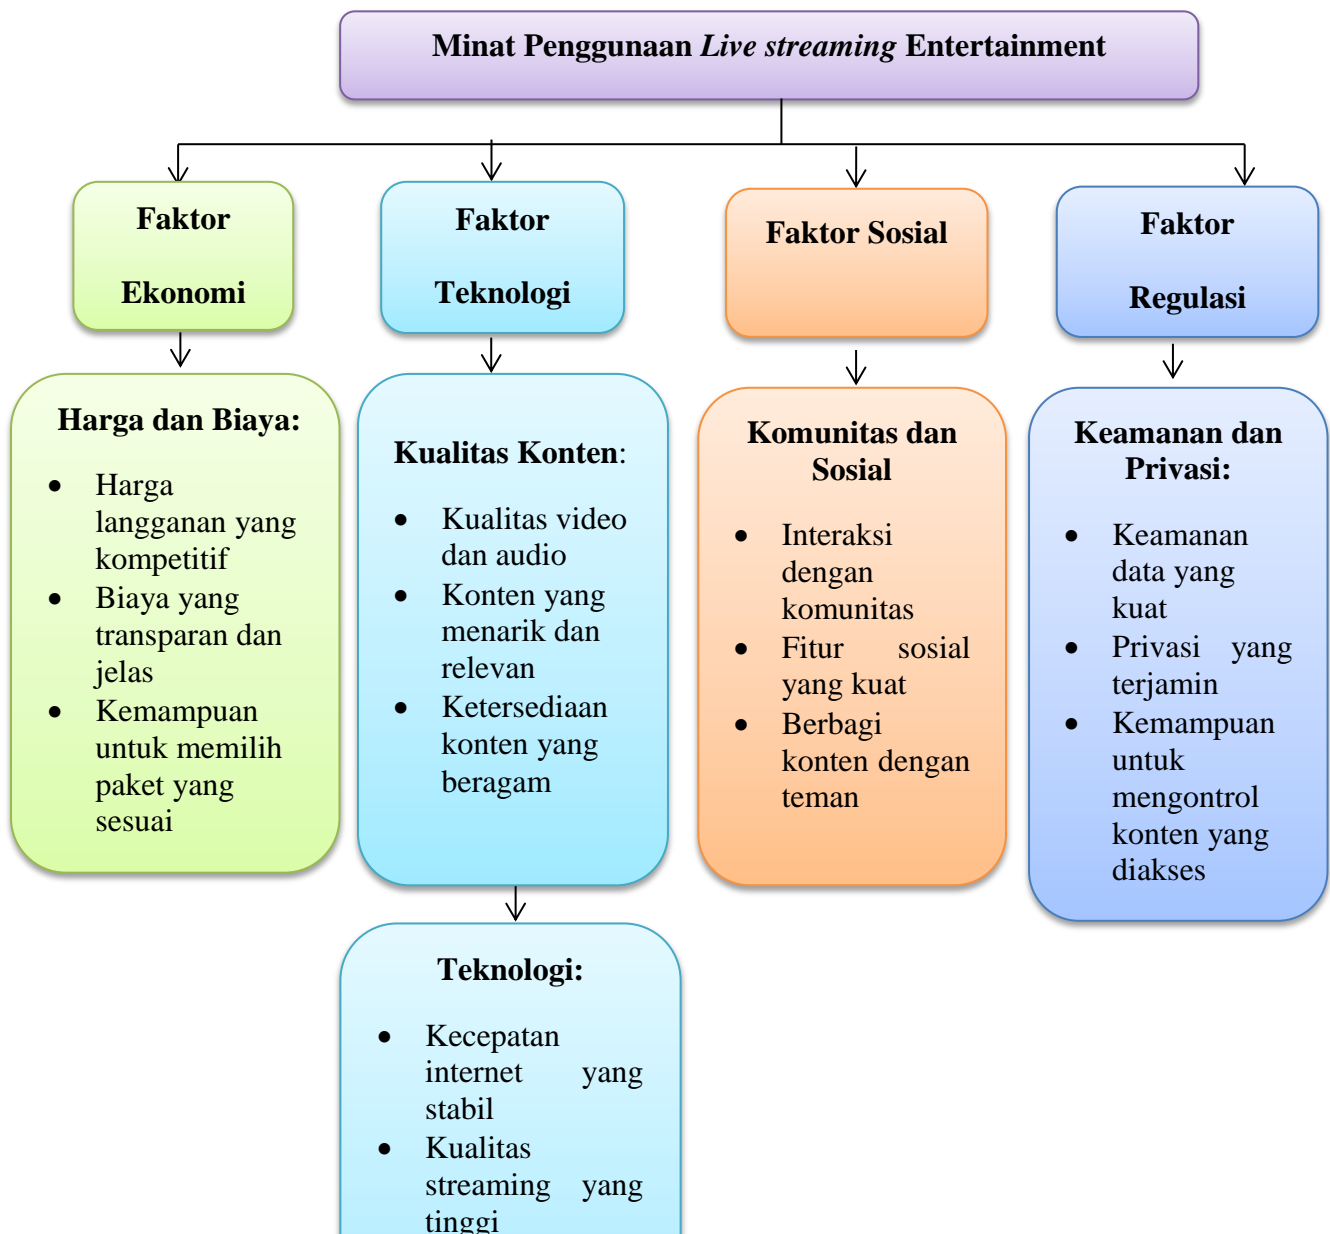 Minat Penggunaan Live streaming Entertainment
Faktor
Ekonomi
Faktor
Teknologi
Faktor Sosial
Faktor
Regulasi
Harga dan Biaya:
• Harga
langganan yang
kompetitif
• Biaya yang
transparan dan
jelas
• Kemampuan
untuk memilih
paket yang
sesuai
Kualitas Konten:
• Kualitas video
dan audio
• Konten yang
menarik dan
relevan
• Ketersediaan
konten yang
beragam
Komunitas dan
Sosial
• Interaksi
dengan
komunitas
• Fitur sosial
yang kuat
• Berbagi
konten dengan
teman
Keamanan dan
Privasi:
• Keamanan
data yang
kuat
• Privasi yang
terjamin
• Kemampuan
untuk
mengontrol
konten yang
diakses
Teknologi:
• Kecepatan
internet yang
stabil
• Kualitas
streaming yang
tinggi